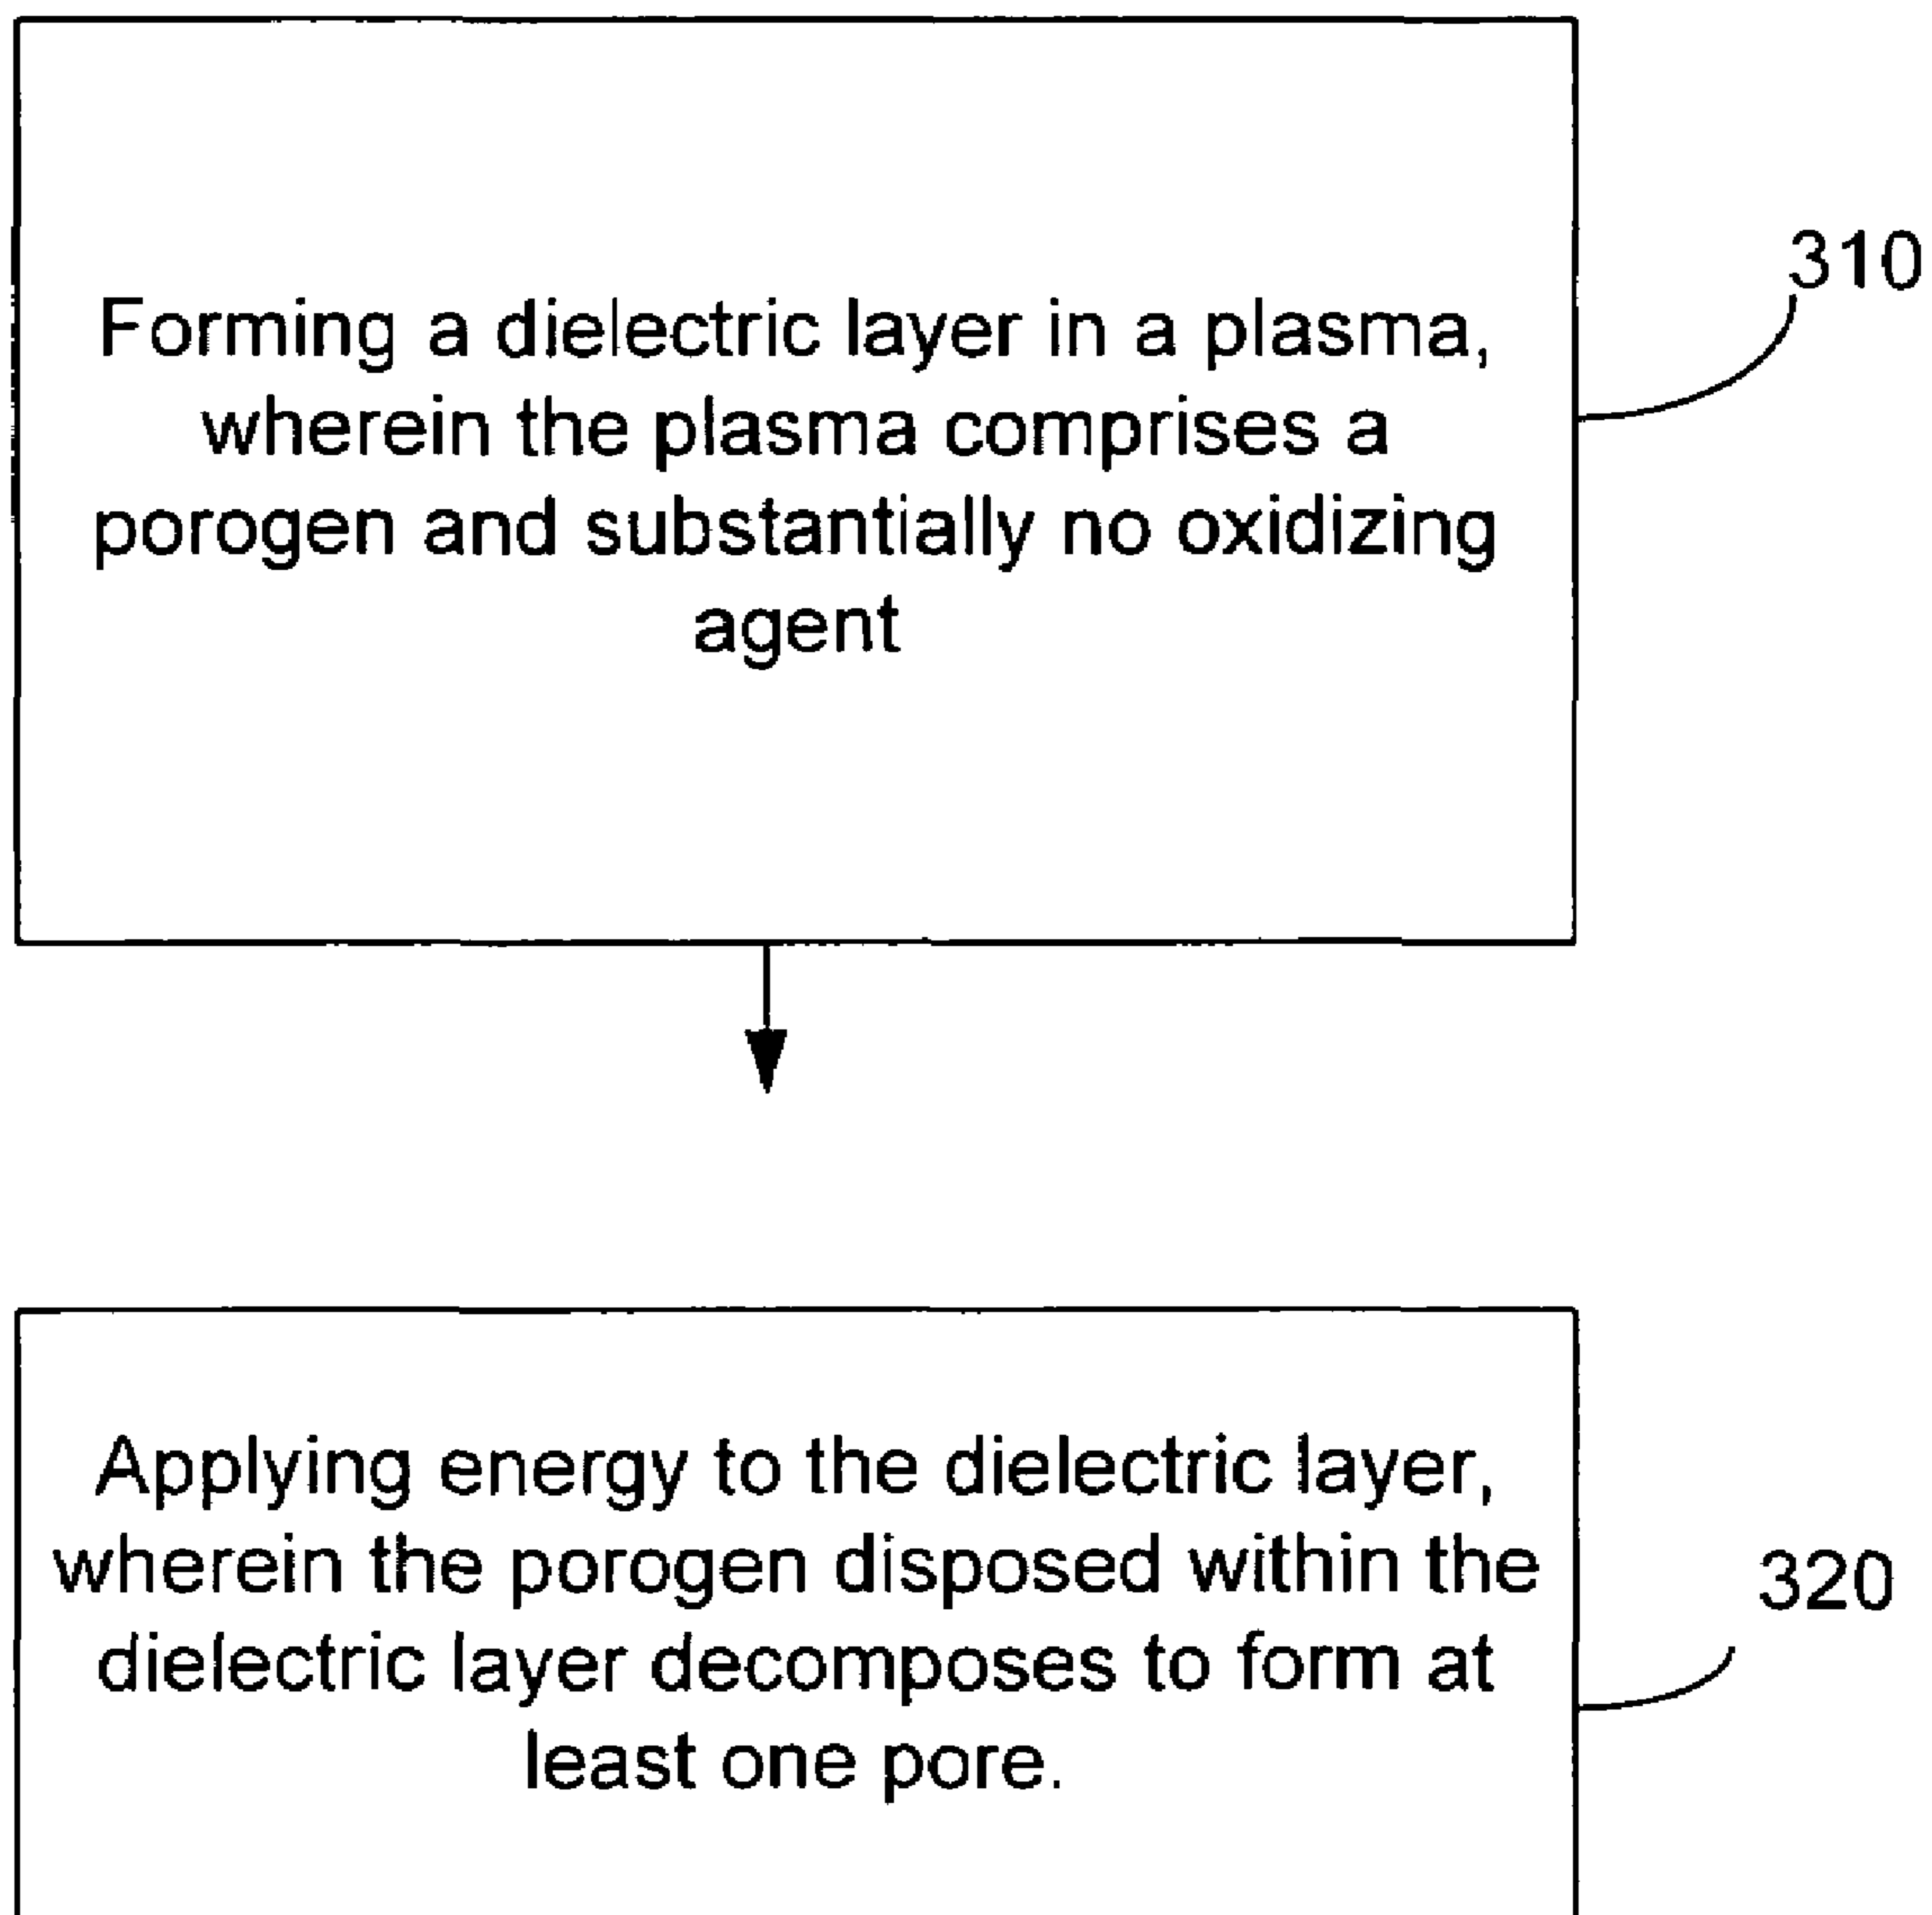 Forming a dielectric layer in a plasma,
wherein the plasma comprises a
porogen and substantially no oxidizing
agent
310
Applying energy to the dielectric layer,
wherein the porogen disposed within the
dielectric layer decomposes to form at
least one pore.
320